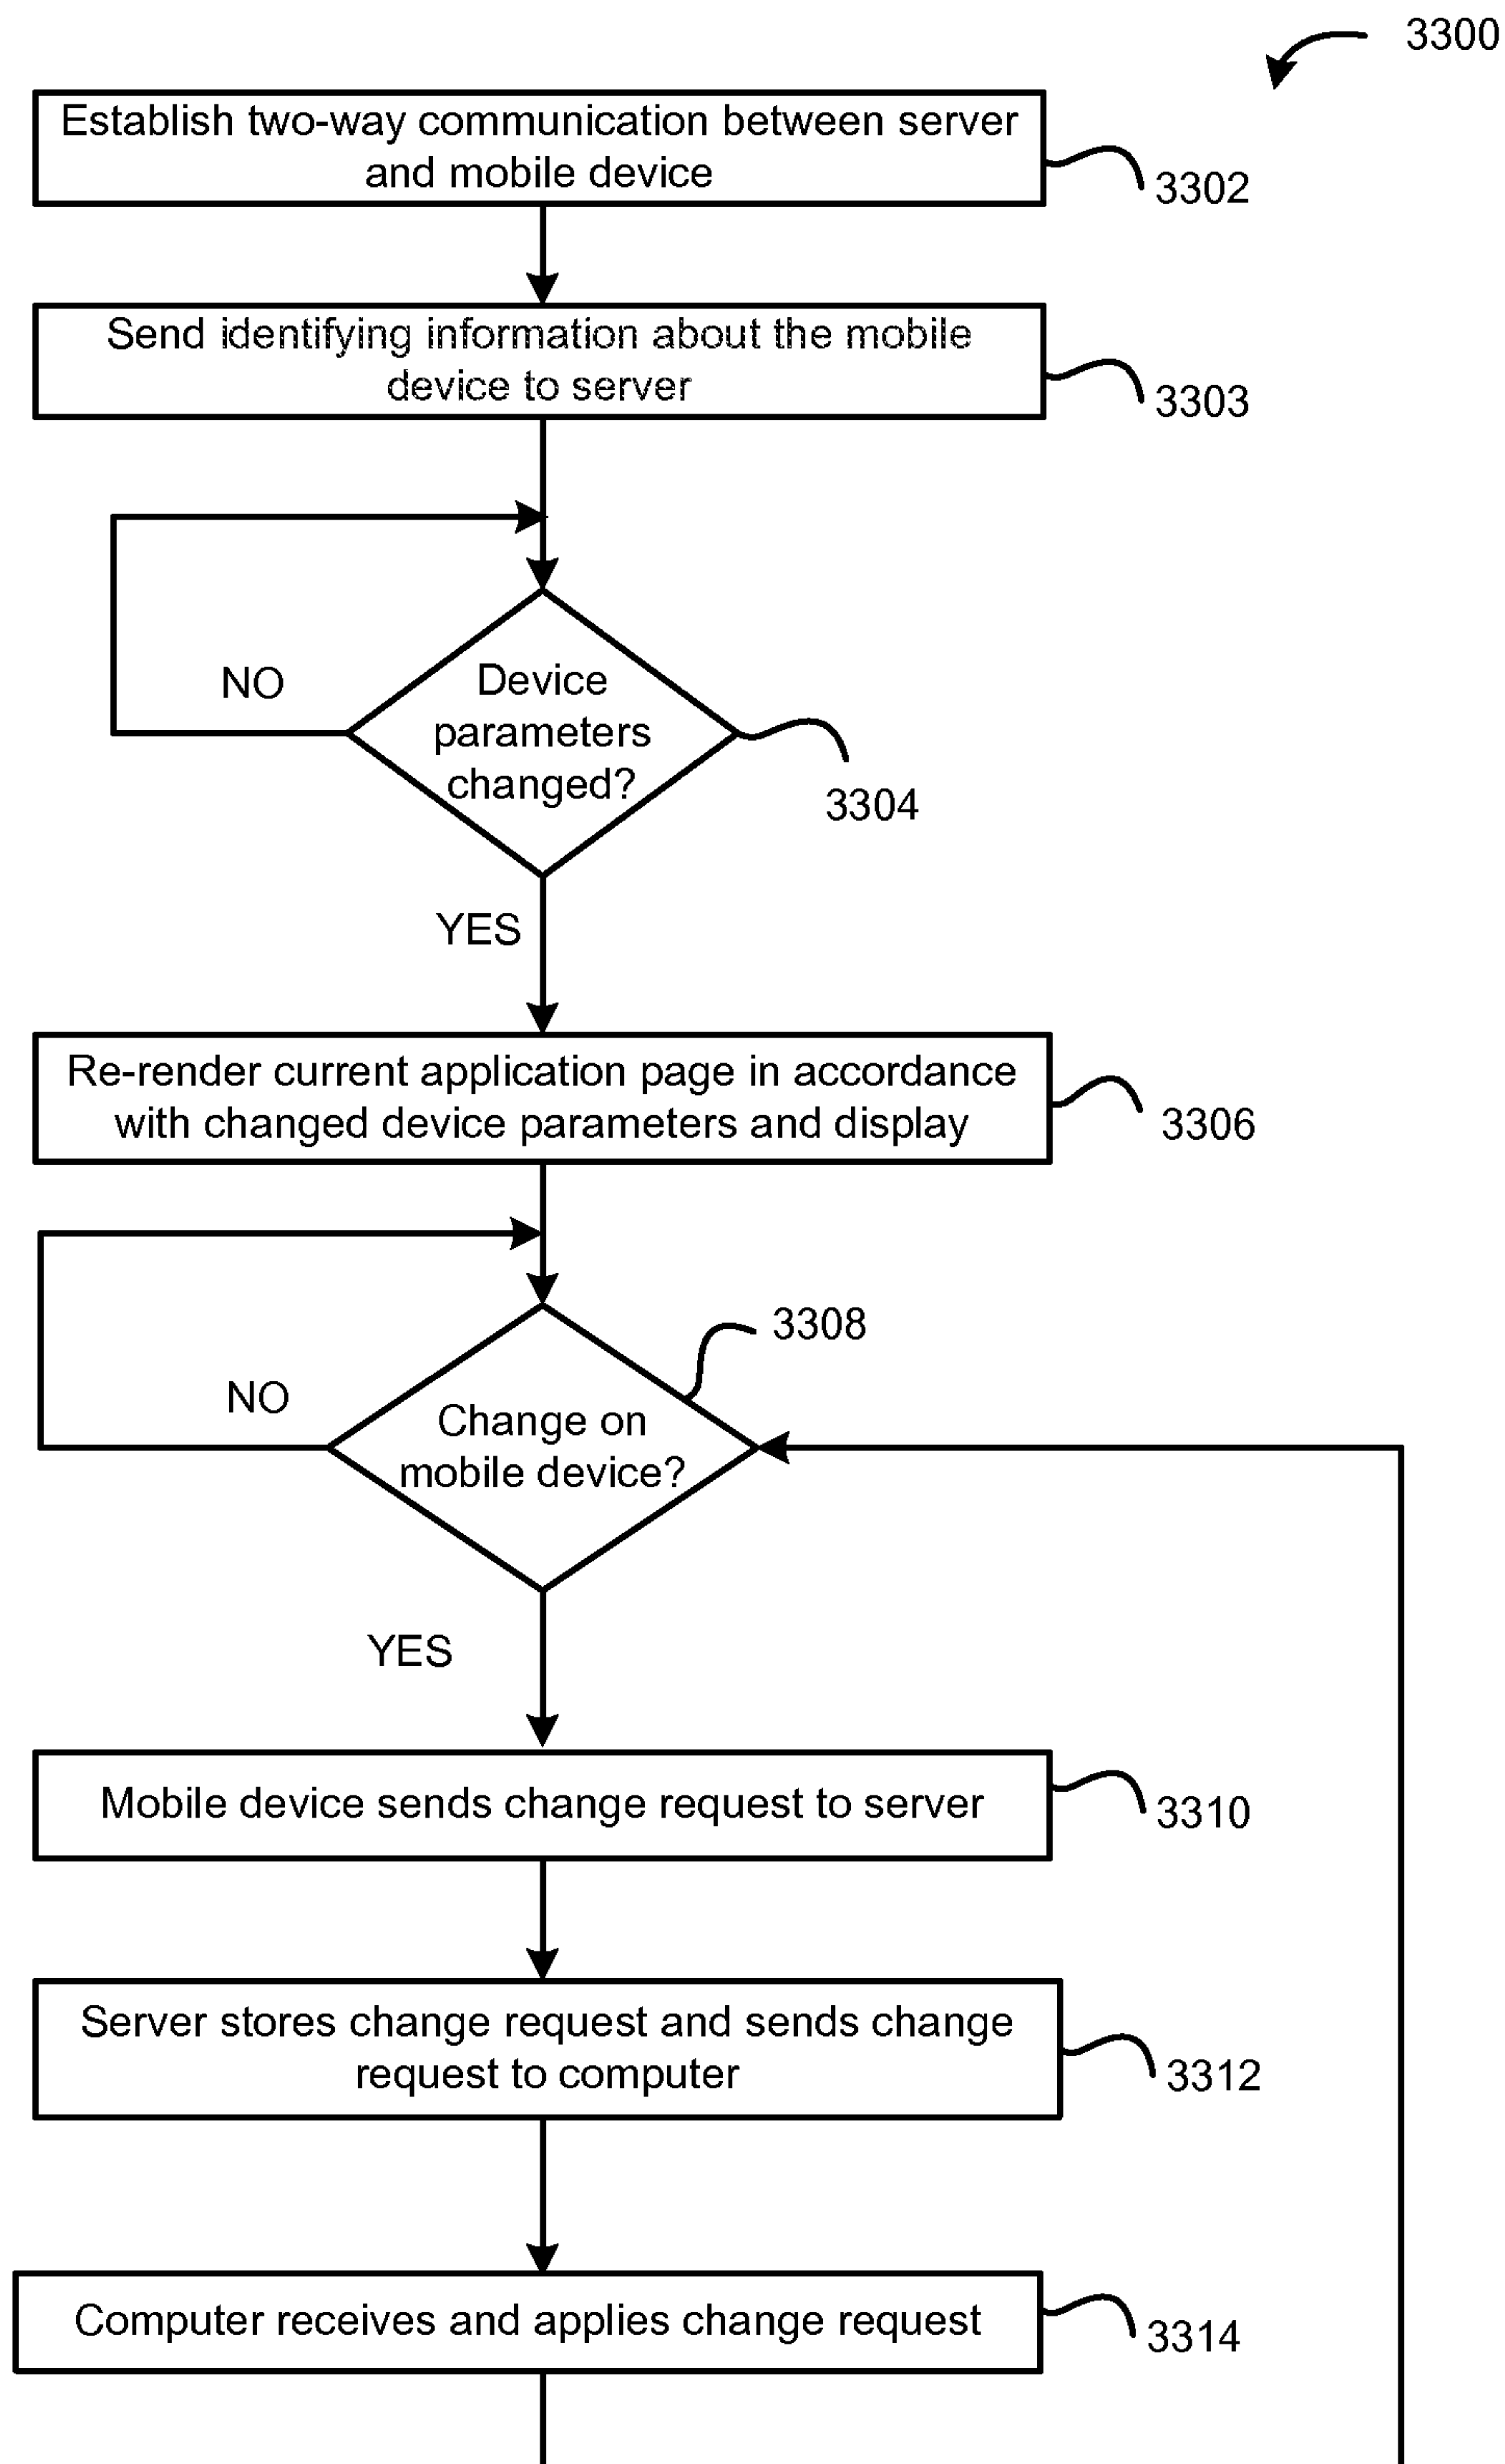 3300
Establish two-way communication between server
and mobile device
3302
Send identifying information about the mobile
device to server
3303
NO
Device
parameters
changed?
3304
YES
Re-render current application page in accordance
with changed device parameters and display
3306
3308
NO
Change on
mobile device?
YES
Mobile device sends change request to server
3310
Server stores change request and sends change
request to computer
3312
Computer receives and applies change request
3314